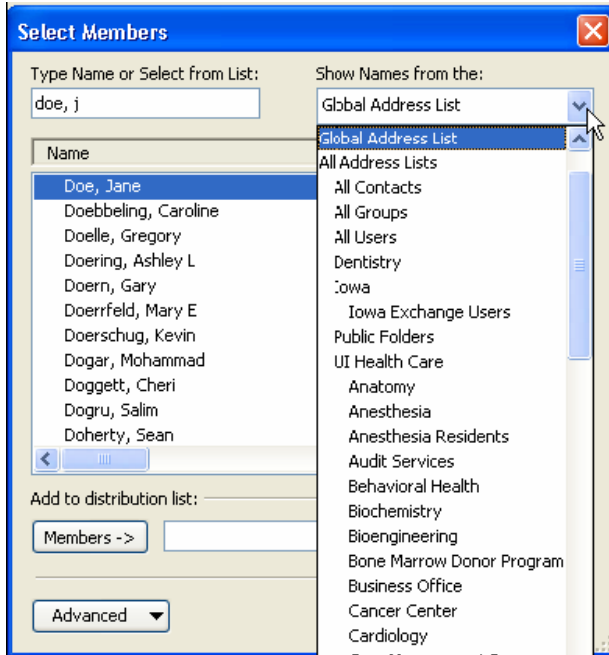 Select Members
Type Name or Select from List:
doe, j
Show Names from the:
Global Address List
Name
Doe, Jane
Doebbeling, Caroline
Doelle, Gregory
Doering, Ashley L
Doern, Gary
Doerrfeld, Mary E
Doerschug, Kevin
Dogar, Mohammad
Doggett, Cheri
Dogru, Salim
Doherty, Sean
Global Address List
All Address Lists
All Contacts
All Groups
All Users
Dentistry
Iowa
Iowa Exchange Users
Public Folders
UI Health Care
Anatomy
Anesthesia
Anesthesia Residents
Audit Services
Behavioral Health
Biochemistry
Bioengineering
Bone Marrow Donor Program
Business Office
Cancer Center
Cardiology
Add to distribution list:
Members ->
Advanced